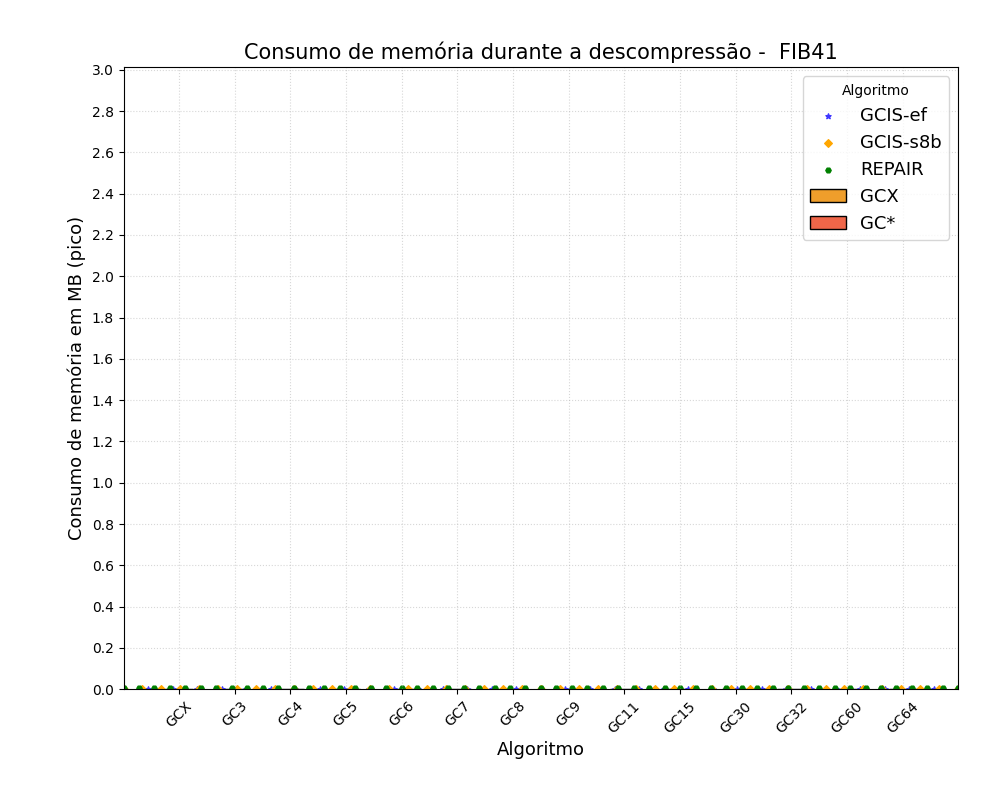 Consumo de memória durante a descompressão -  FIB41
Consumo de memória em MB (pico)
3.0
2.8
2.6
2.4
2.2
2.0
1.8
1.6
1.4
1.2
1.0
0.8
0.6
0.4
0.2
0.0
Algoritmo
GCIS-ef
GCIS-s8b
REPAIR
GCX
GC*
GCX
GC3
GC4
GC5
GC6
GC7
GC8
GC9
GC11
GC15
GC30
GC32
GC60
GC64
Algoritmo